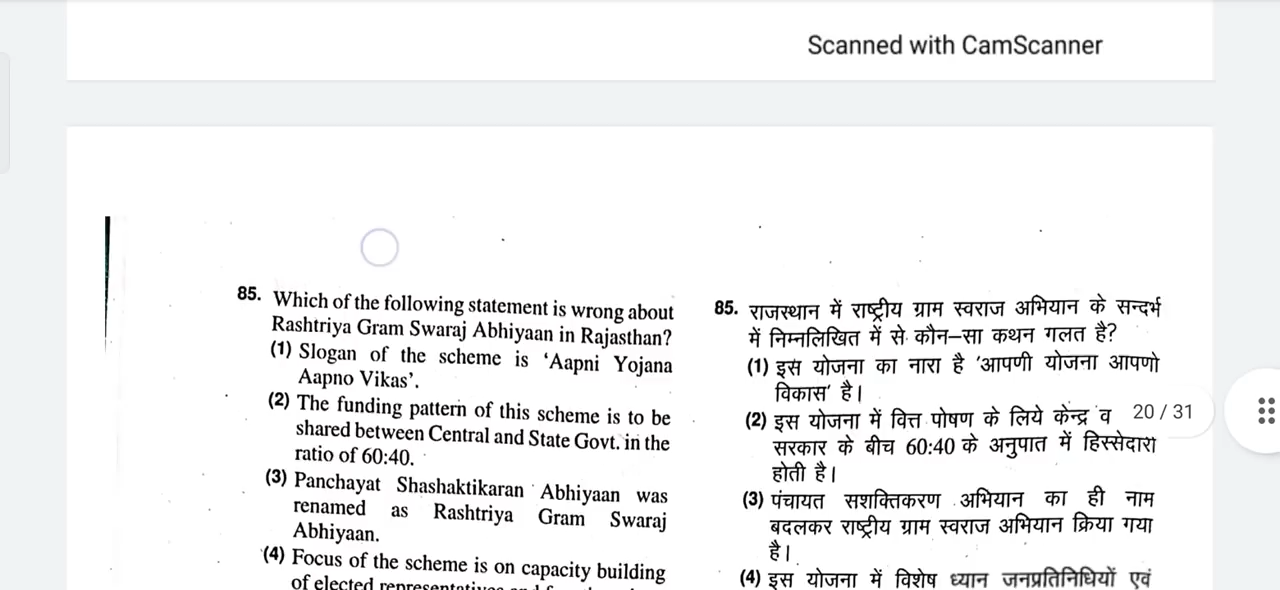 Scanned with CamScanner
85. Which of the following statement is wrong about
Rashtriya Gram Swaraj Abhiyaan in Rajasthan?
(1) Slogan of the scheme is ‘Aapni Yojana
Aapno Vikas’.
(2) The funding pattern of this scheme is to be
shared between Central and State Govt. in the
ratio of 60:40.
(3) Panchayat Shashaktikaran Abhiyaan was
renamed as Rashtriya Gram Swaraj
Abhiyaan.
(4) Focus of the scheme is on capacity building
of elected
85. राजस्थान में राष्ट्रीय ग्राम स्वराज अभियान के सन्दर्भ
में निम्नलिखित में से कौन–सा कथन गलत है?
(1) इस योजना का नारा है 'आपणी योजना आपणो
विकास' है।
(2) इस योजना में वित्त पोषण के लिये केन्द्र व
सरकार के बीच 60:40 के अनुपात में हिस्सेदारा
होती है।
(3) पंचायत सशक्तिकरण अभियान का ही नाम
बदलकर राष्ट्रीय ग्राम स्वराज अभियान किया गया
है।
(4) इस योजना में विशेष ध्यान जनप्रतिनिधियों एवं
20 / 31